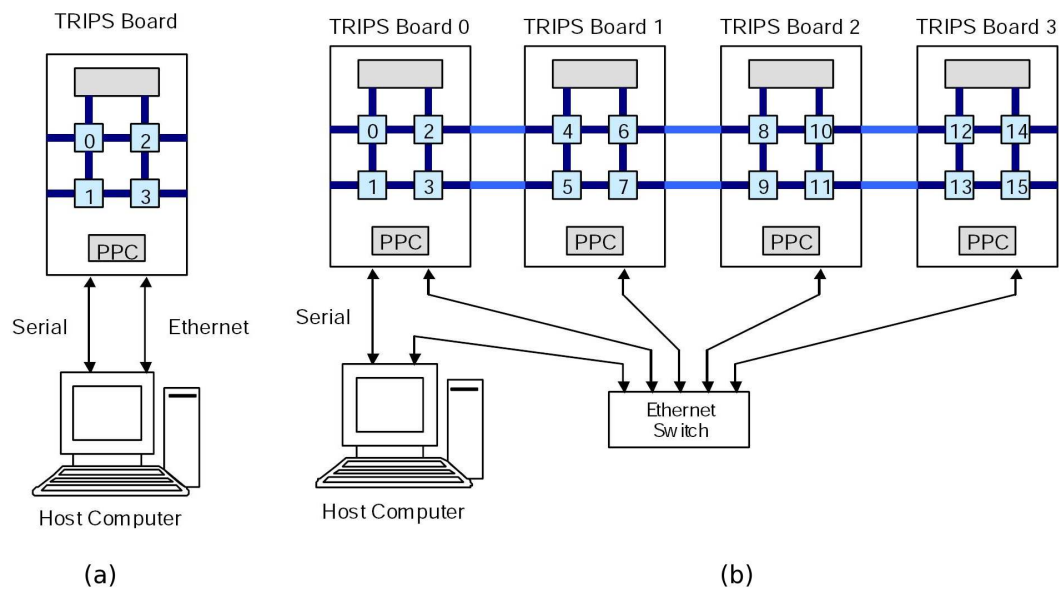 TRIPS Board
0 2
1 3
PPC
Serial Ethernet
Host Computer
(a)
TRIPS Board 0 TRIPS Board 1 TRIPS Board 2 TRIPS Board 3
0 2 4 6 8 10 12 14
1 3 5 7 9 11 13 15
PPC PPC PPC PPC
Serial
Ethernet
Switch
Host Computer
(b)